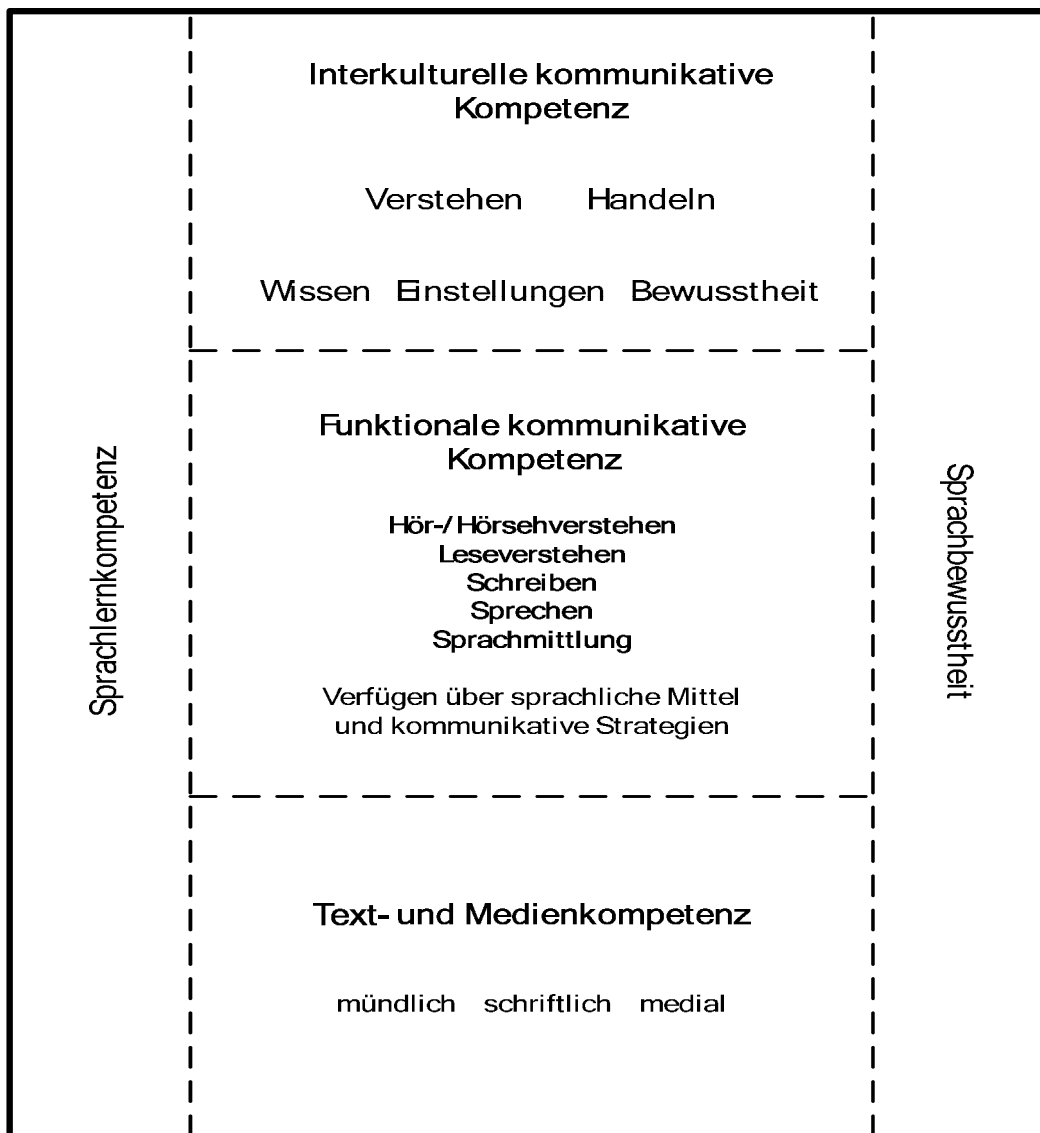 Interkulturelle kommunikative
Kompetenz
Verstehen Handeln
Wissen Einstellungen Bewusstheit
Sprachlernkompetenz
Funktionale kommunikative
Kompetenz
Hör-/ Hörsehverstehen
Leseverstehen
Schreiben
Sprechen
Sprachmittlung
Verfügen über sprachliche Mittel
und kommunikative Strategien
Sprachbewusstheit
Text- und Medienkompetenz
mündlich schriftlich medial